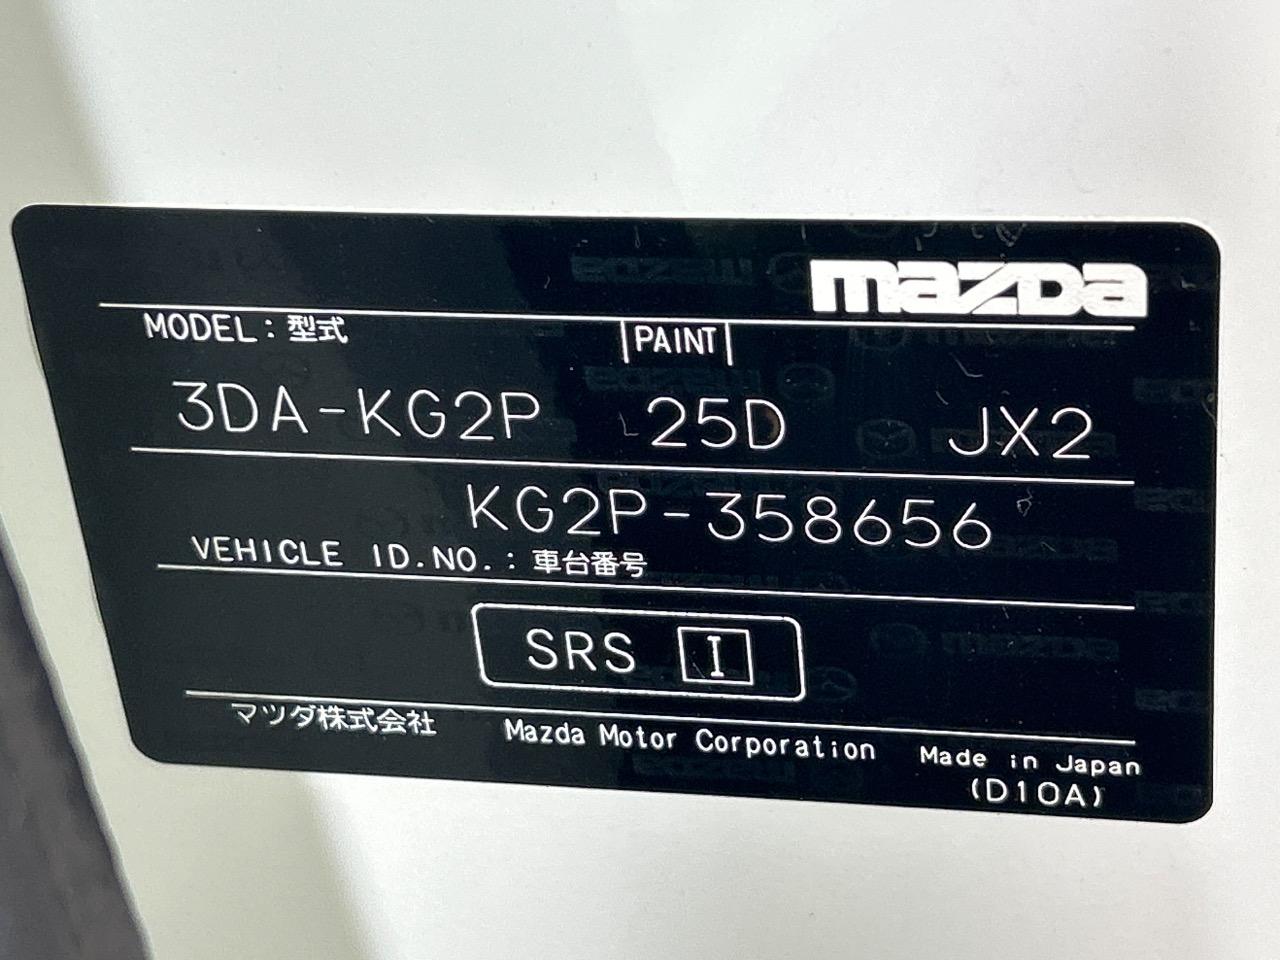 mazda
MODEL : 型式 PAINT
3DA-KG2P 25D JX2
KG2P-358656
VEHICLE ID.NO. : 車台番号
SRS I
マツダ株式会社 Mazda Motor Corporation Made in Japan
(D10A)